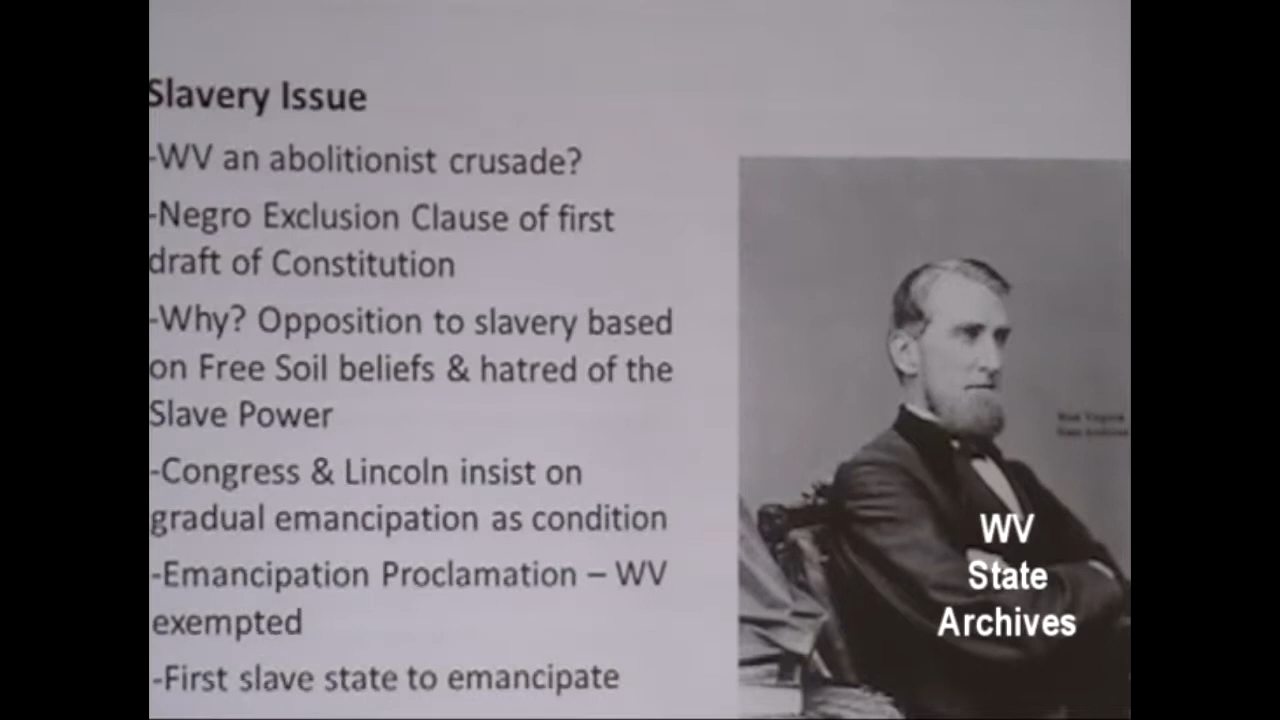 Slavery Issue
-WV an abolitionist crusade?
-Negro Exclusion Clause of first
draft of Constitution
-Why? Opposition to slavery based
on Free Soil beliefs & hatred of the
Slave Power
-Congress & Lincoln insist on
gradual emancipation as condition
-Emancipation Proclamation – WV
exempted
-First slave state to emancipate
WV
State
Archives